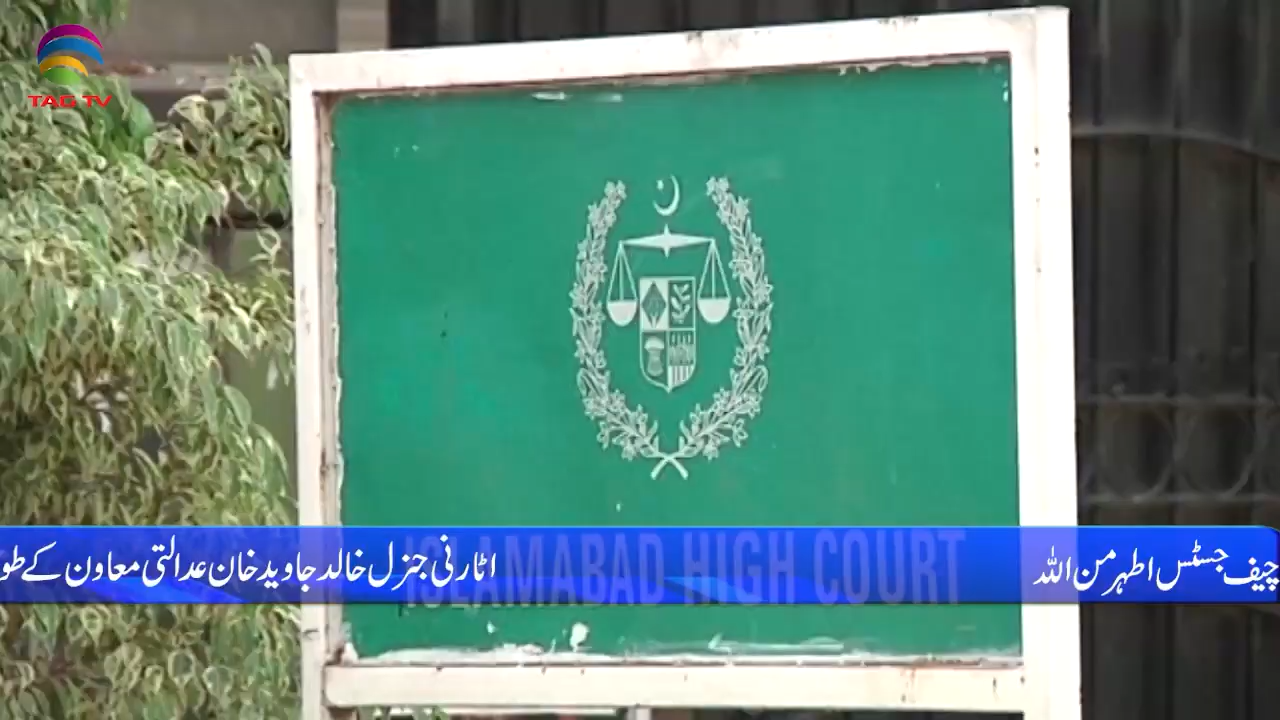 TAG TV
ISLAMABAD HIGH COURT
چیف جسٹس اطہر من اللہ
اٹارنی جنرل خالد جاوید خان عدالتی معاون کے